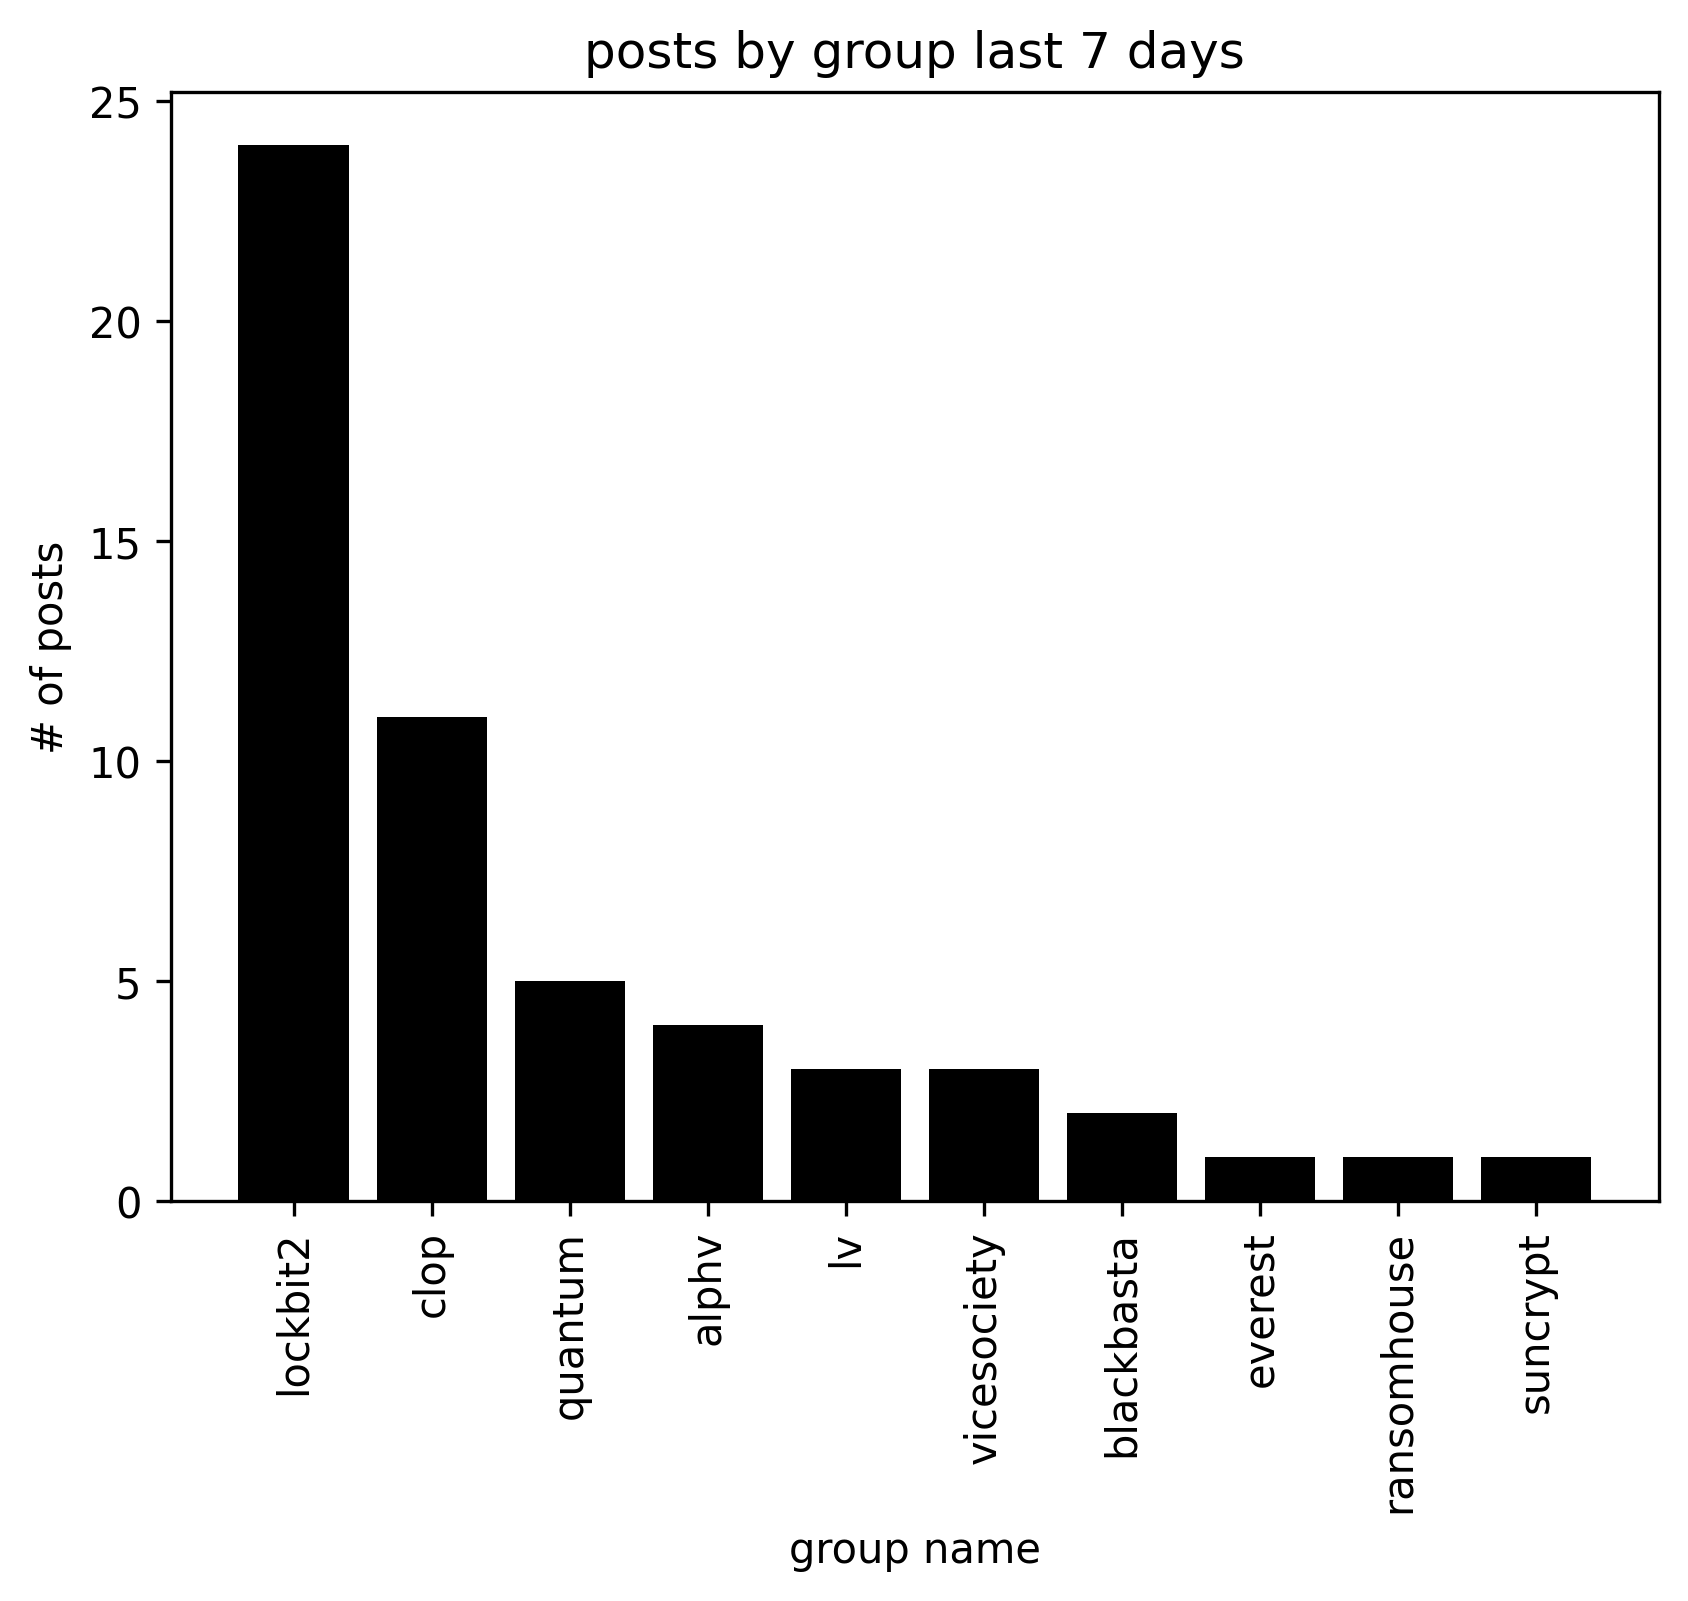 posts by group last 7 days
25
20
15
10
5
0
# of posts
lockbit2
clop
quantum
alphv
lv
vicesociety
blackbasta
everest
ransomhouse
suncrypt
group name